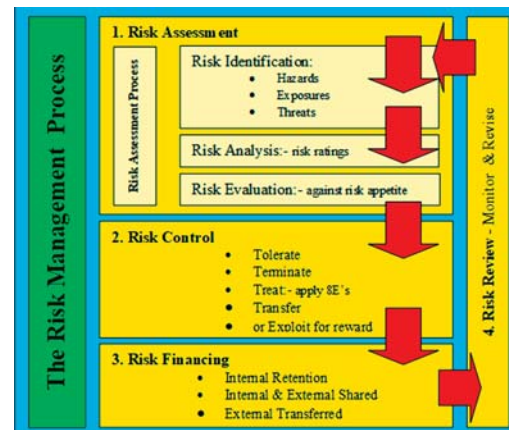 The Risk Management Process
1. Risk Assessment
Risk Assessment Process
Risk Identification:
• Hazards
• Exposures
• Threats
Risk Analysis:- risk ratings
Risk Evaluation:- against risk appetite
2. Risk Control
• Tolerate
• Terminate
• Treat:- apply 8E's
• Transfer
• or Exploit for reward
3. Risk Financing
• Internal Retention
• Internal & External Shared
• External Transferred
4. Risk Review - Monitor & Revise